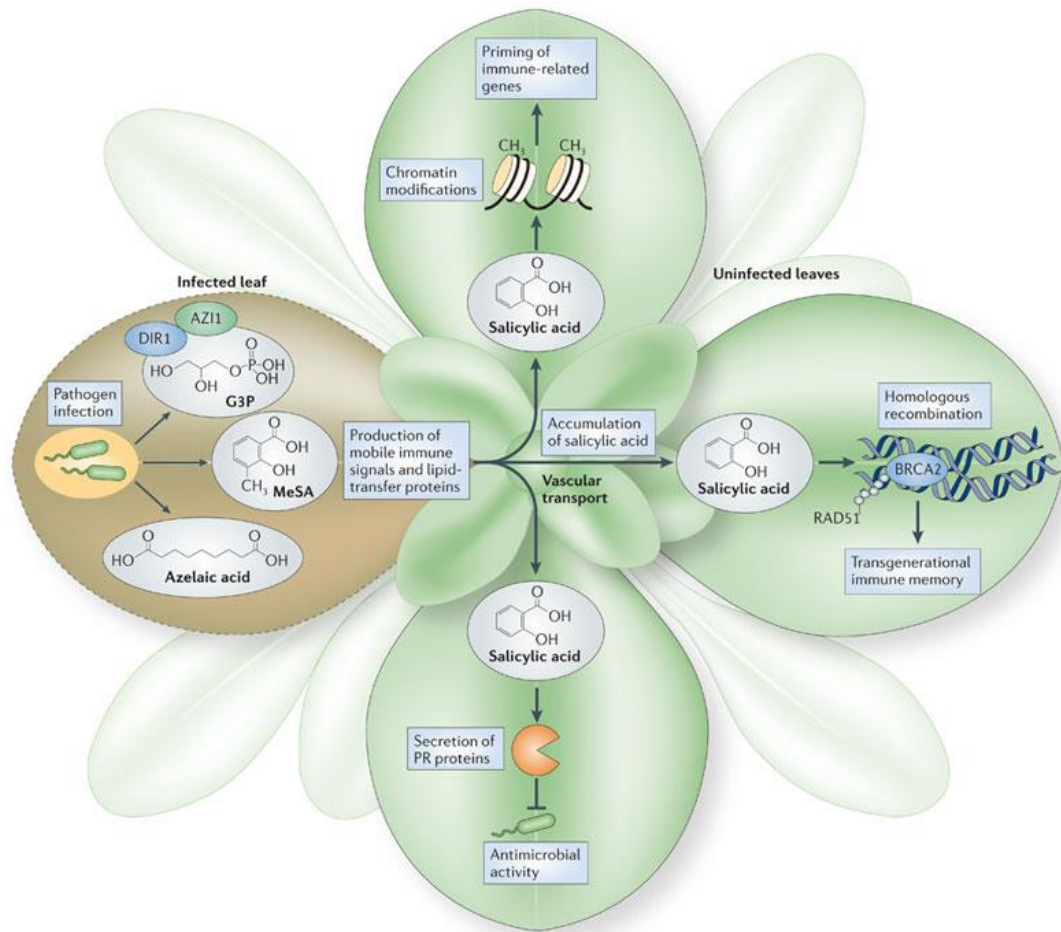 Priming of
immune-related
genes
CH₃
CH₃
Chromatin
modifications
O
OH
OH
Salicylic acid
Infected leaf
Uninfected leaves
AZI1
DIR1
O
HO
O
P
OH
OH
OH
G3P
Pathogen
infection
O
OH
OH
CH₃
MeSA
Production of
mobile immune
signals and lipid-
transfer proteins
O
O
HO
OH
Azelaic acid
Accumulation
of salicylic acid
Vascular
transport
O
OH
OH
Salicylic acid
Homologous
recombination
BRCA2
RAD51
Transgenerational
immune memory
O
OH
OH
Salicylic acid
Secretion of
PR proteins
Antimicrobial
activity